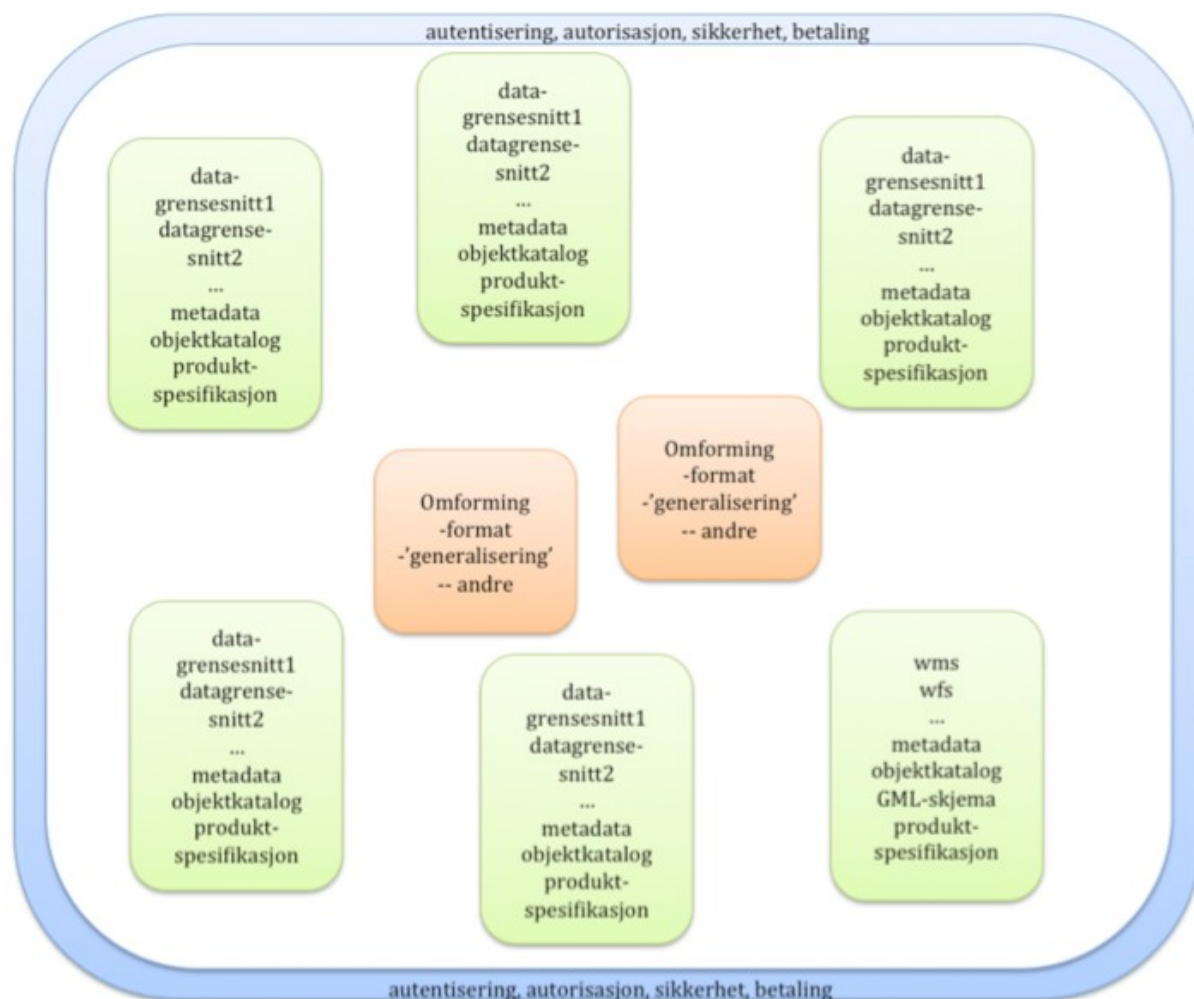 autentisering, autorisasjon, sikkerhet, betaling
data-
grensesnitt1
datagrense-
snitt2
...
metadata
objektkatalog
produkt-
spesifikasjon
data-
grensesnitt1
datagrense-
snitt2
...
metadata
objektkatalog
produkt-
spesifikasjon
data-
grensesnitt1
datagrense-
snitt2
...
metadata
objektkatalog
produkt-
spesifikasjon
Omforming
-format
-’generalisering’
-- andre
Omforming
-format
-’generalisering’
-- andre
data-
grensesnitt1
datagrense-
snitt2
...
metadata
objektkatalog
produkt-
spesifikasjon
data-
grensesnitt1
datagrense-
snitt2
...
metadata
objektkatalog
produkt-
spesifikasjon
wms
wfs
...
metadata
objektkatalog
GML-skjema
produkt-
spesifikasjon
autentisering, autorisasjon, sikkerhet, betaling